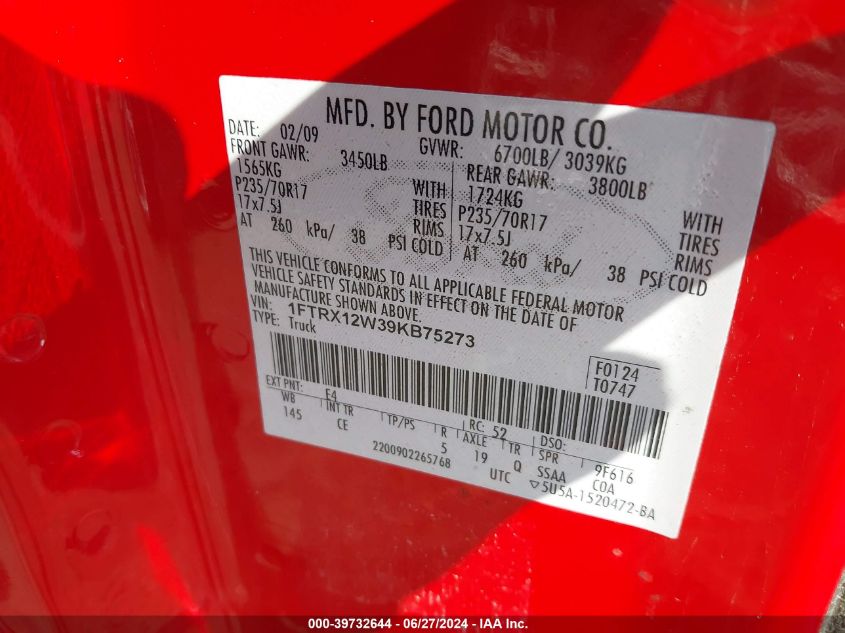 MFD. BY FORD MOTOR CO.
DATE: 02/09 GVWR: 6700LB/ 3039KG
FRONT GAWR: 3450LB REAR GAWR: 3800LB
1565KG WITH 1724KG WITH
P235/70R17 TIRES P235/70R17 TIRES
17x7.5J RIMS 17x7.5J RIMS
AT 260 kPa/ 38 PSI COLD AT 260 kPa/ 38 PSI COLD
THIS VEHICLE CONFORMS TO ALL APPLICABLE FEDERAL MOTOR
VEHICLE SAFETY STANDARDS IN EFFECT ON THE DATE OF
MANUFACTURE SHOWN ABOVE.
VIN: 1FTRX12W39KB75273
TYPE: Truck
F0124
T0747
EXT PNT: F4 RC: 52 DSO:
WB INT TR TP/PS R AXLE TR SPR 9F616
145 CE 5 19 Q SSAA COA
2200902265768 UTC ▽5U5A-1520472-BA
000-39732644 - 06/27/2024 - IAA Inc.